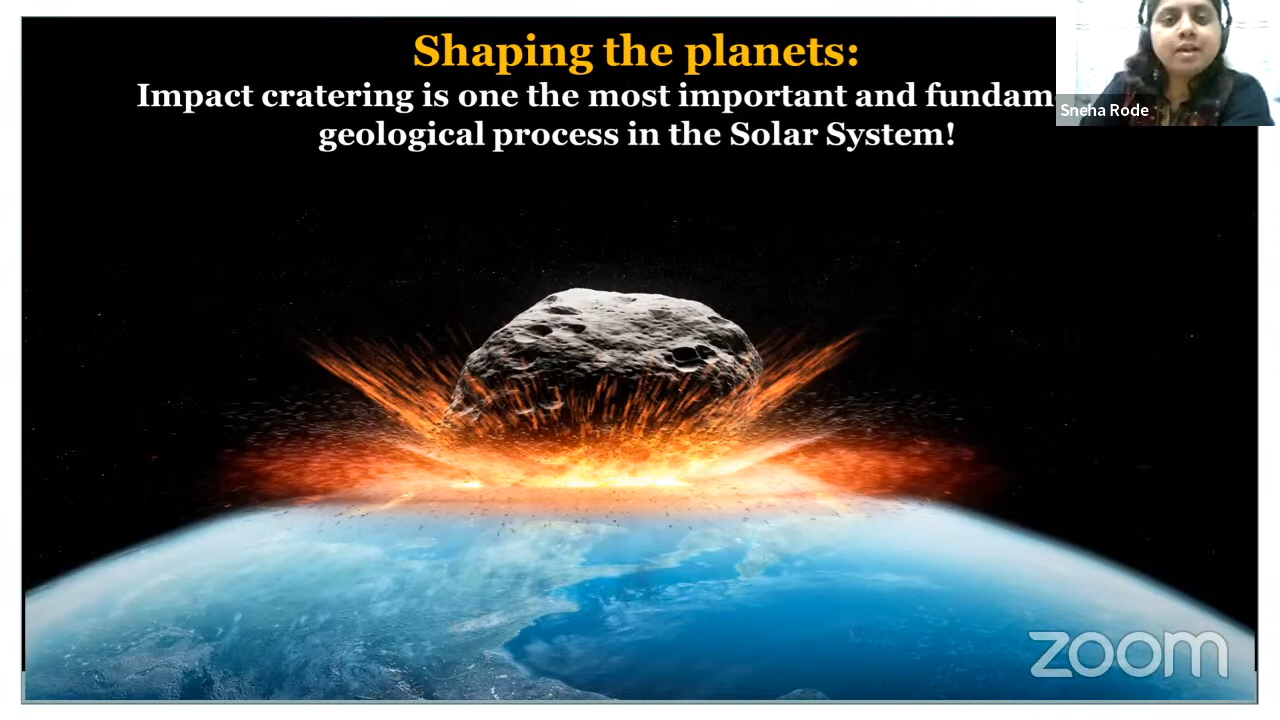 Shaping the planets:
Impact cratering is one the most important and fundam
geological process in the Solar System!
Sneha Rode
zoom